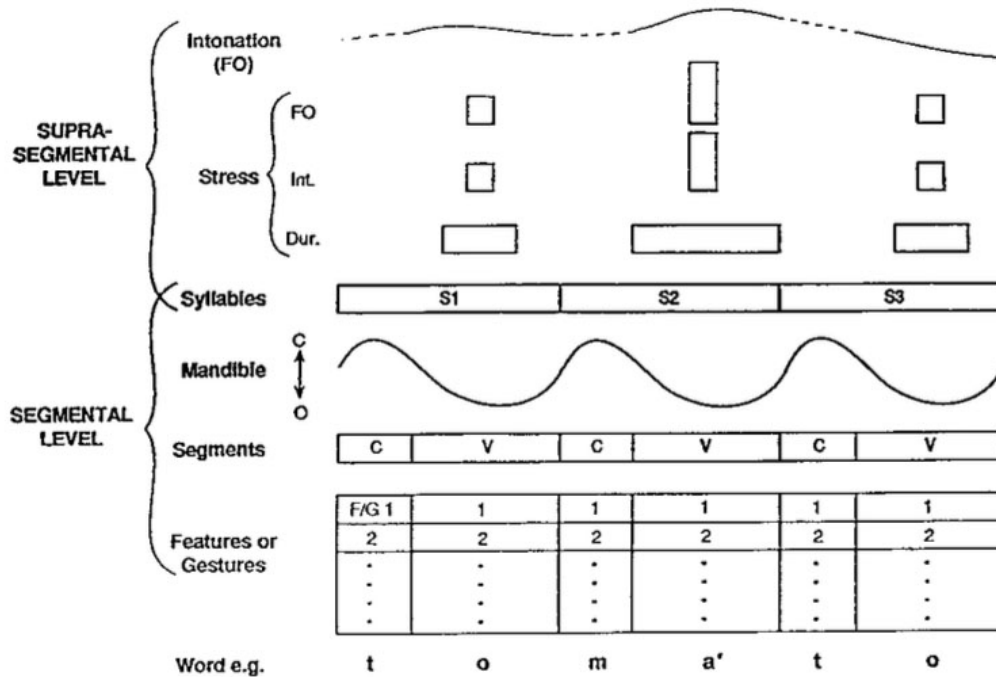 Intonation
(FO)
FO
SUPRA-
SEGMENTAL
LEVEL
Stress
Int.
Dur.
Syllables
S1 S2 S3
Mandible
C
O
SEGMENTAL
LEVEL
Segments
C V C V C V
F/G 1 1 1 1 1 1
2 2 2 2 2 2
Features or
Gestures
Word e.g. t o m a' t o